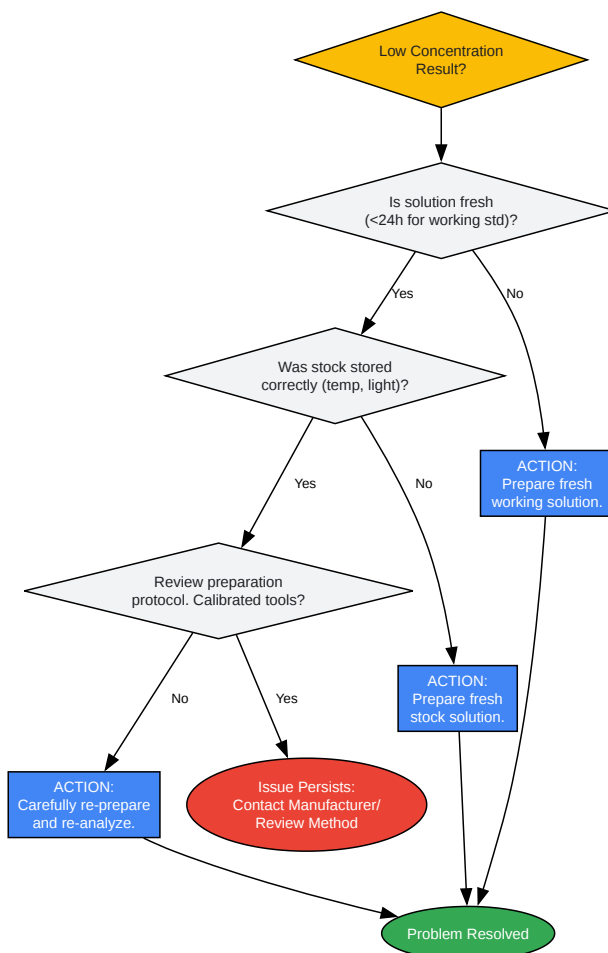 Low Concentration
Result?
Is solution fresh
(<24h for working std)?
Yes
No
Was stock stored
correctly (temp, light)?
ACTION:
Prepare fresh
working solution.
Yes
No
Review preparation
protocol. Calibrated tools?
ACTION:
Prepare fresh
stock solution.
No
Yes
ACTION:
Carefully re-prepare
and re-analyze.
Issue Persists:
Contact Manufacturer/
Review Method
Problem Resolved